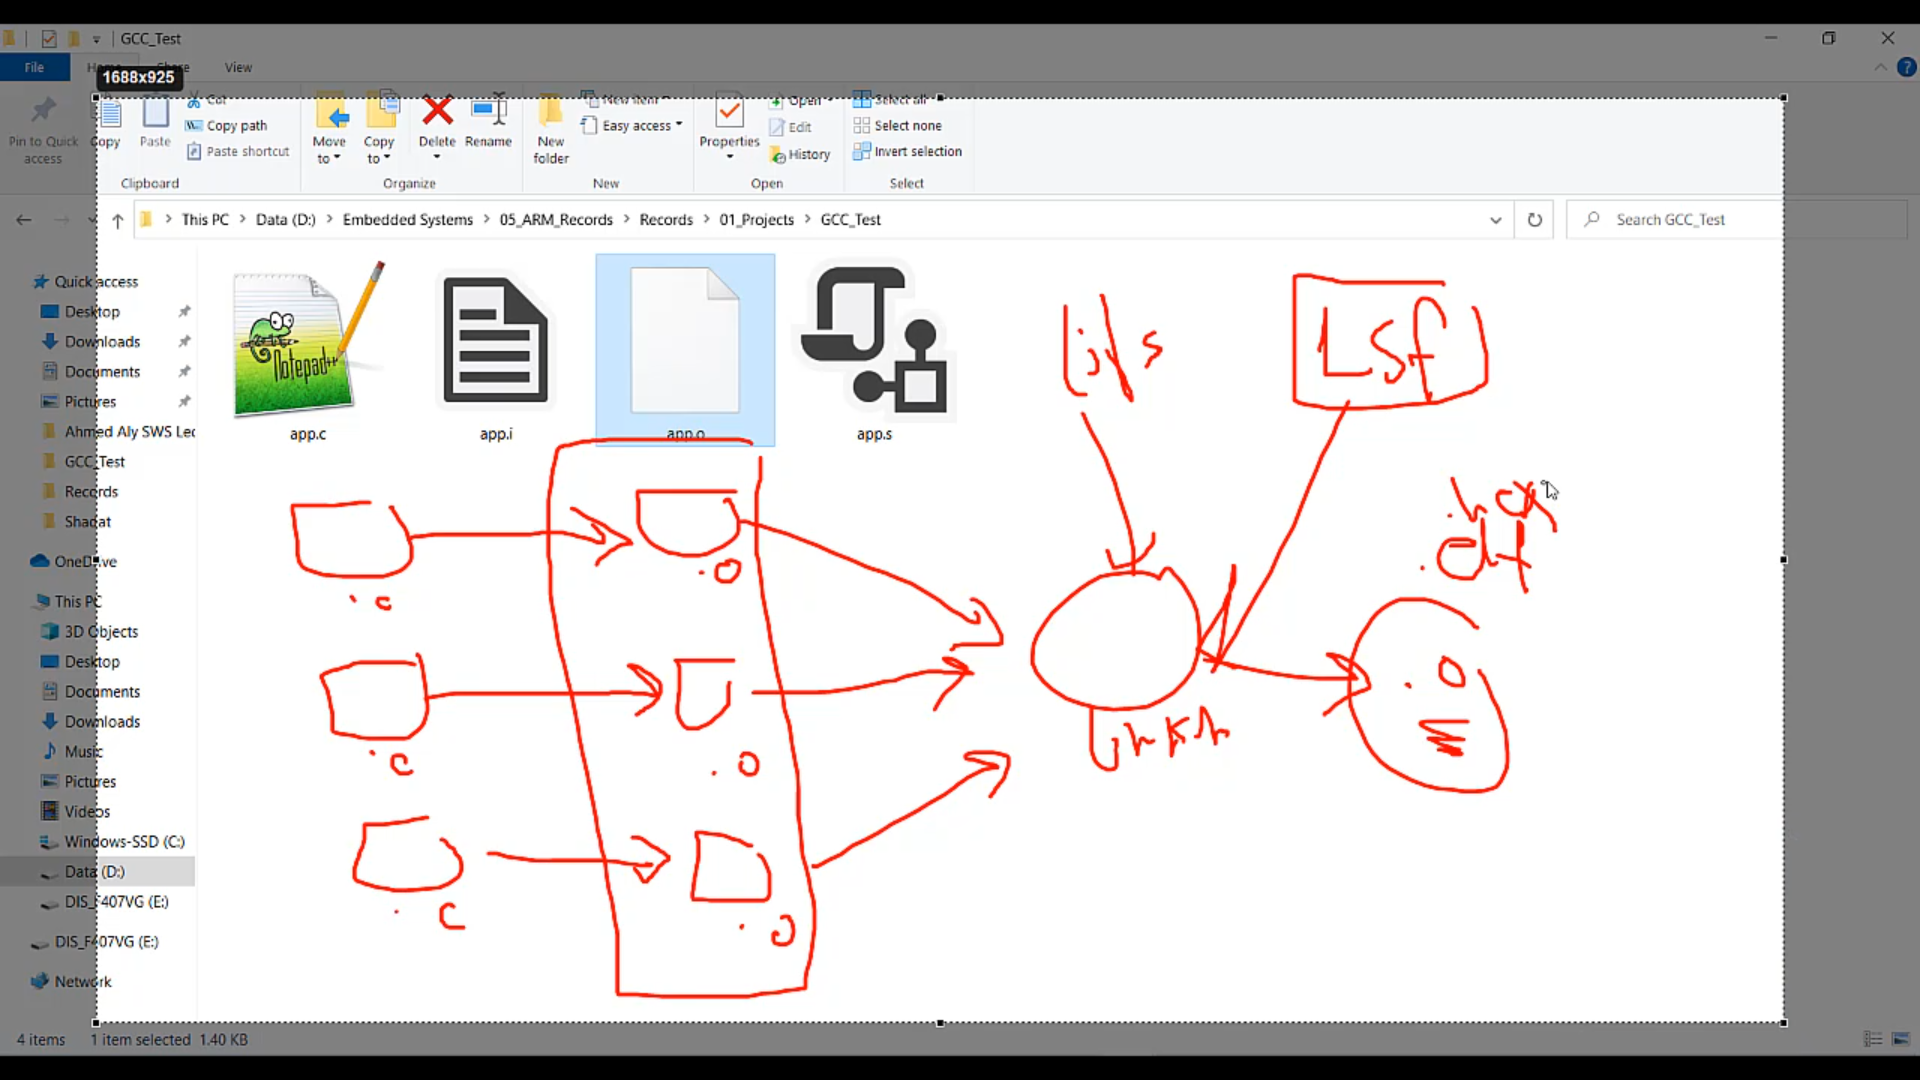 GCC_Test
File
Home
Share
View
1688x925
Pin to Quick
access
Copy
Paste
Cut
Copy path
Paste shortcut
Clipboard
Move
to
Copy
to
Delete
Rename
Organize
New
folder
New item
Easy access
New
Properties
Open
Edit
History
Open
Select all
Select none
Invert selection
Select
This PC > Data (D:) > Embedded Systems > 05_ARM_Records > Records > 01_Projects > GCC_Test
Search GCC_Test
Quick access
Desktop
Downloads
Documents
Pictures
Ahmed Aly SWS Lec
GCC_Test
Records
Shaqat
OneDrive
This PC
3D Objects
Desktop
Documents
Downloads
Music
Pictures
Videos
Windows-SSD (C:)
Data (D:)
DIS_F407VG (E:)
DIS_F407VG (E:)
Network
Notepad++
app.c
app.i
app.o
app.s
Lsf
.hex
.elf
.c
.o
.c
.o
.c
.o
.o
4 items
1 item selected 1.40 KB